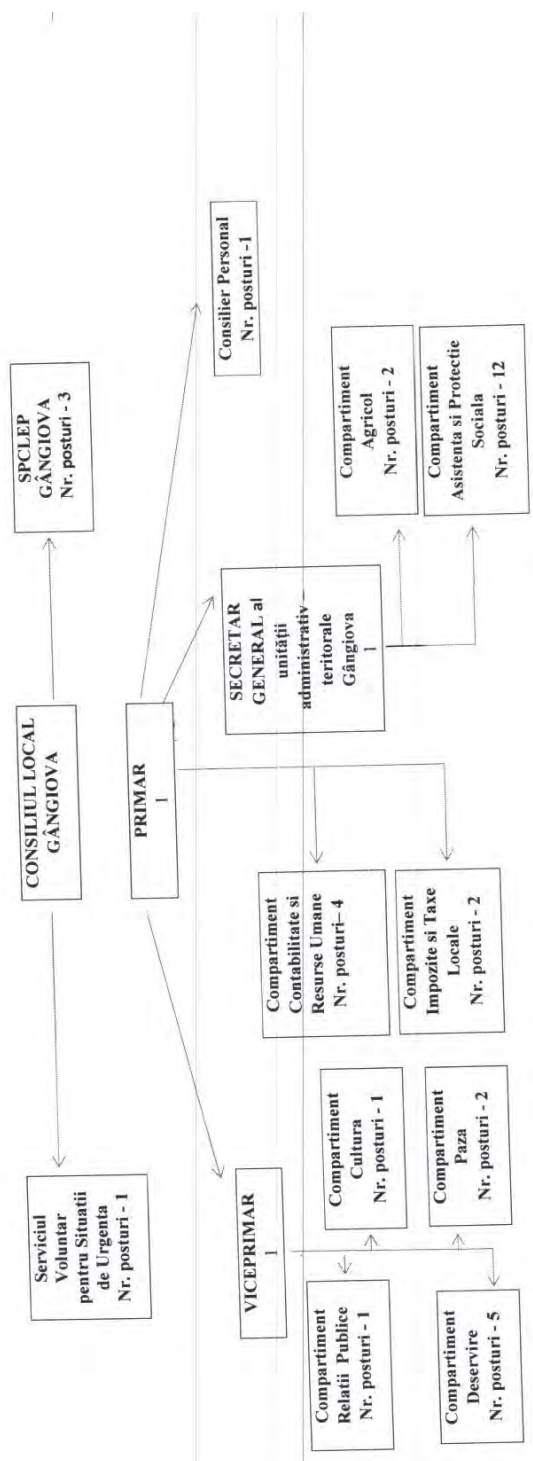 CONSILIUL LOCAL
GÂNGIOVA
Serviciul
Voluntar
pentru Situatii
de Urgenta
Nr. posturi - 1
SPCLEP
GÂNGIOVA
Nr. posturi - 3
PRIMAR
1
VICEPRIMAR
1
SECRETAR
GENERAL al
unității
administrativ –
teritorale
Gângiova
1
Consilier Personal
Nr. posturi -1
Compartiment
Relatii Publice
Nr. posturi - 1
Compartiment
Cultura
Nr. posturi - 1
Compartiment
Deservire
Nr. posturi - 5
Compartiment
Paza
Nr. posturi - 2
Compartiment
Contabilitate si
Resurse Umane
Nr. posturi– 4
Compartiment
Impozite si Taxe
Locale
Nr. posturi - 2
Compartiment
Agricol
Nr. posturi - 2
Compartiment
Asistenta si Protectie
Sociala
Nr. posturi - 12